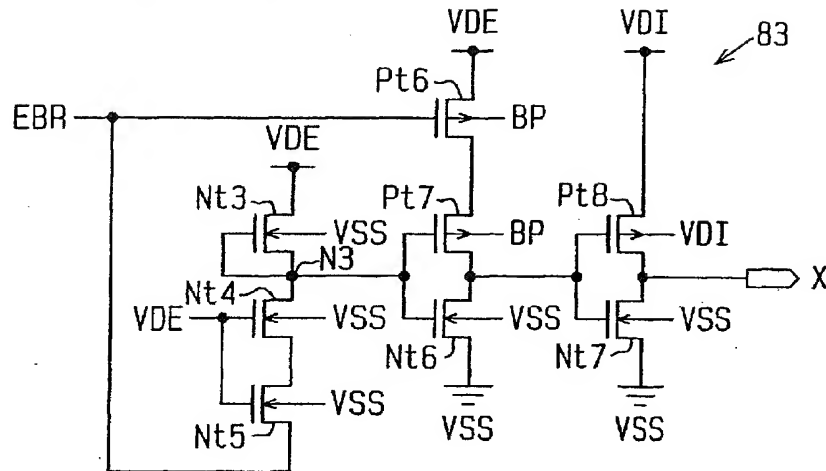 VDE VDI 83
Pt6
EBR BP
VDE
Nt3 Pt7 Pt8
VSS BP VDI
N3
X
Nt4
VDE VSS VSS VSS
Nt6 Nt7
VSS
Nt5 VSS VSS